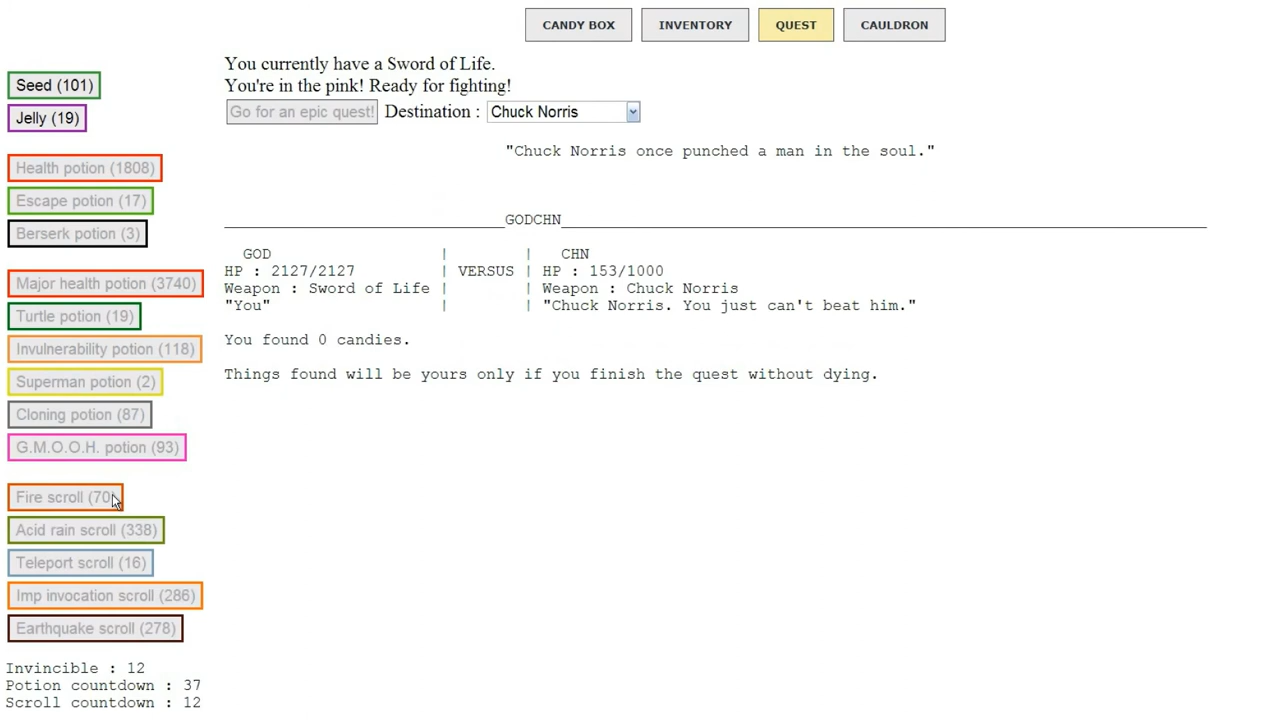 CANDY BOX INVENTORY QUEST CAULDRON
You currently have a Sword of Life.
You're in the pink! Ready for fighting!
Go for an epic quest! Destination : Chuck Norris
Seed (101)
Jelly (19)
Health potion (1808)
Escape potion (17)
Berserk potion (3)
Major health potion (3740)
Turtle potion (19)
Invulnerability potion (118)
Superman potion (2)
Cloning potion (87)
G.M.O.O.H. potion (93)
Fire scroll (70)
Acid rain scroll (338)
Teleport scroll (16)
Imp invocation scroll (286)
Earthquake scroll (278)
Invincible : 12
Potion countdown : 37
Scroll countdown : 12
"Chuck Norris once punched a man in the soul."
______________________________GODCHN______________________________________________________________________
GOD | | CHN
HP : 2127/2127 | VERSUS | HP : 153/1000
Weapon : Sword of Life | | Weapon : Chuck Norris
"You" | | "Chuck Norris. You just can't beat him."
You found 0 candies.
Things found will be yours only if you finish the quest without dying.